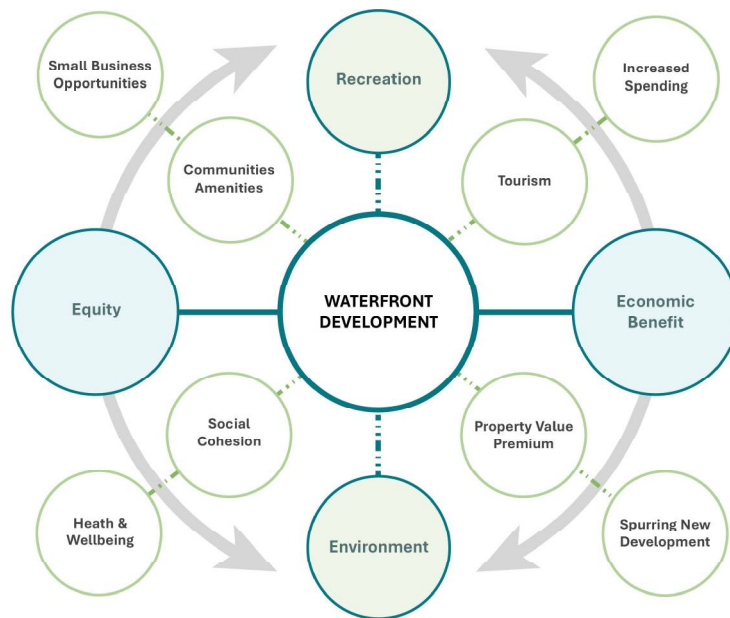 Small Business
Opportunities
Recreation
Increased
Spending
Communities
Amenities
Tourism
Equity
WATERFRONT
DEVELOPMENT
Economic
Benefit
Social
Cohesion
Property Value
Premium
Heath &
Wellbeing
Environment
Spurring New
Development